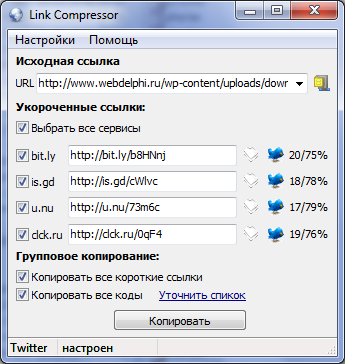 Link Compressor
Настройки Помощь
Исходная ссылка
URL http://www.webdelphi.ru/wp-content/uploads/dowr
Укороченные ссылки:
Выбрать все сервисы
bit.ly http://bit.ly/b8HNnj 20/75%
is.gd http://is.gd/cWlvc 18/78%
u.nu http://u.nu/73m6c 17/79%
clck.ru http://clck.ru/0qF4 19/76%
Групповое копирование:
Копировать все короткие ссылки
Копировать все коды Уточнить спикок
Копировать
Twitter настроен